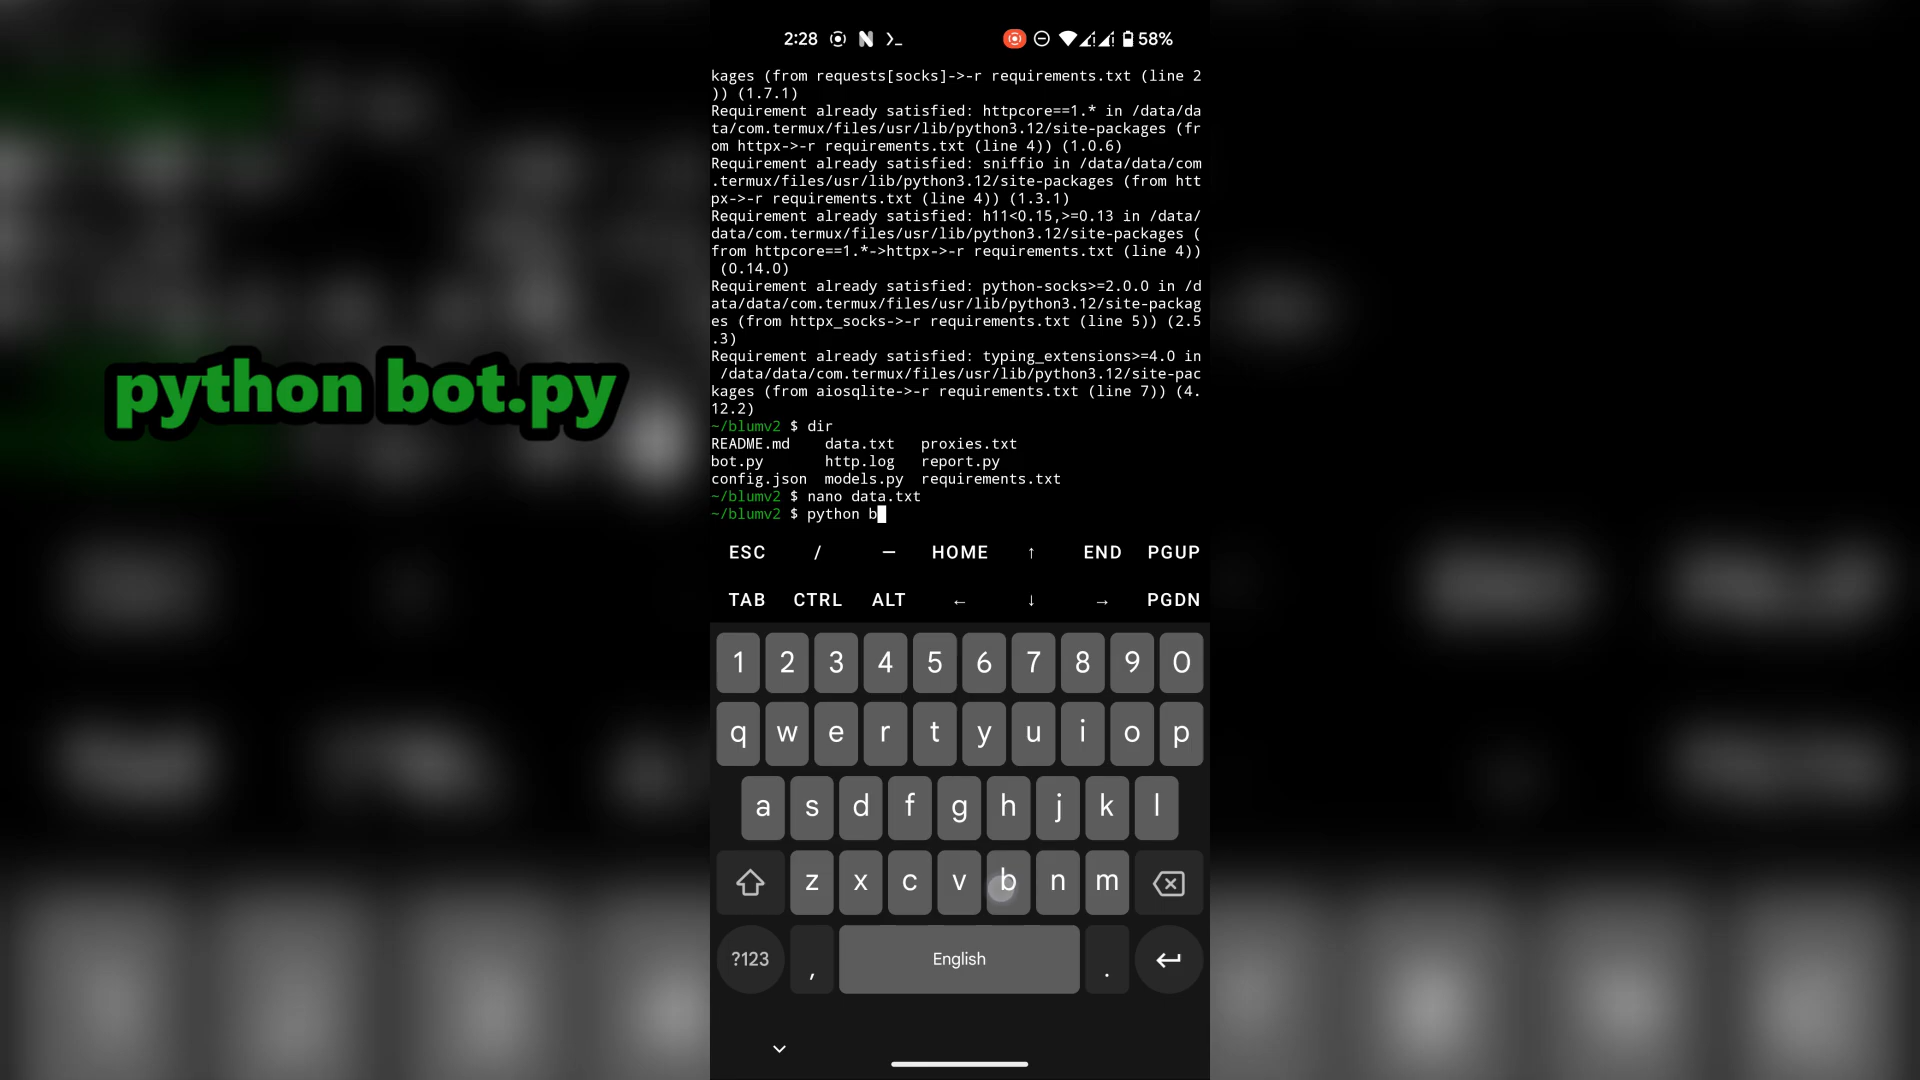 python bot.py
2:28 58%
kages (from requests[socks]->-r requirements.txt (line 2
)) (1.7.1)
Requirement already satisfied: httpcore==1.* in /data/da
ta/com.termux/files/usr/lib/python3.12/site-packages (fr
om httpx->-r requirements.txt (line 4)) (1.0.6)
Requirement already satisfied: sniffio in /data/data/com
.termux/files/usr/lib/python3.12/site-packages (from htt
px->-r requirements.txt (line 4)) (1.3.1)
Requirement already satisfied: h11<0.15,>=0.13 in /data/
data/com.termux/files/usr/lib/python3.12/site-packages (
from httpcore==1.*->httpx->-r requirements.txt (line 4))
(0.14.0)
Requirement already satisfied: python-socks>=2.0.0 in /d
ata/data/com.termux/files/usr/lib/python3.12/site-packag
es (from httpx_socks->-r requirements.txt (line 5)) (2.5
.3)
Requirement already satisfied: typing_extensions>=4.0 in
/data/data/com.termux/files/usr/lib/python3.12/site-pac
kages (from aiosqlite->-r requirements.txt (line 7)) (4.
12.2)
~/blumv2 $ dir
README.md data.txt proxies.txt
bot.py http.log report.py
config.json models.py requirements.txt
~/blumv2 $ nano data.txt
~/blumv2 $ python b
ESC / — HOME ↑ END PGUP
TAB CTRL ALT ← ↓ → PGDN
1 2 3 4 5 6 7 8 9 0
q w e r t y u i o p
a s d f g h j k l
z x c v b n m
?123 , English .